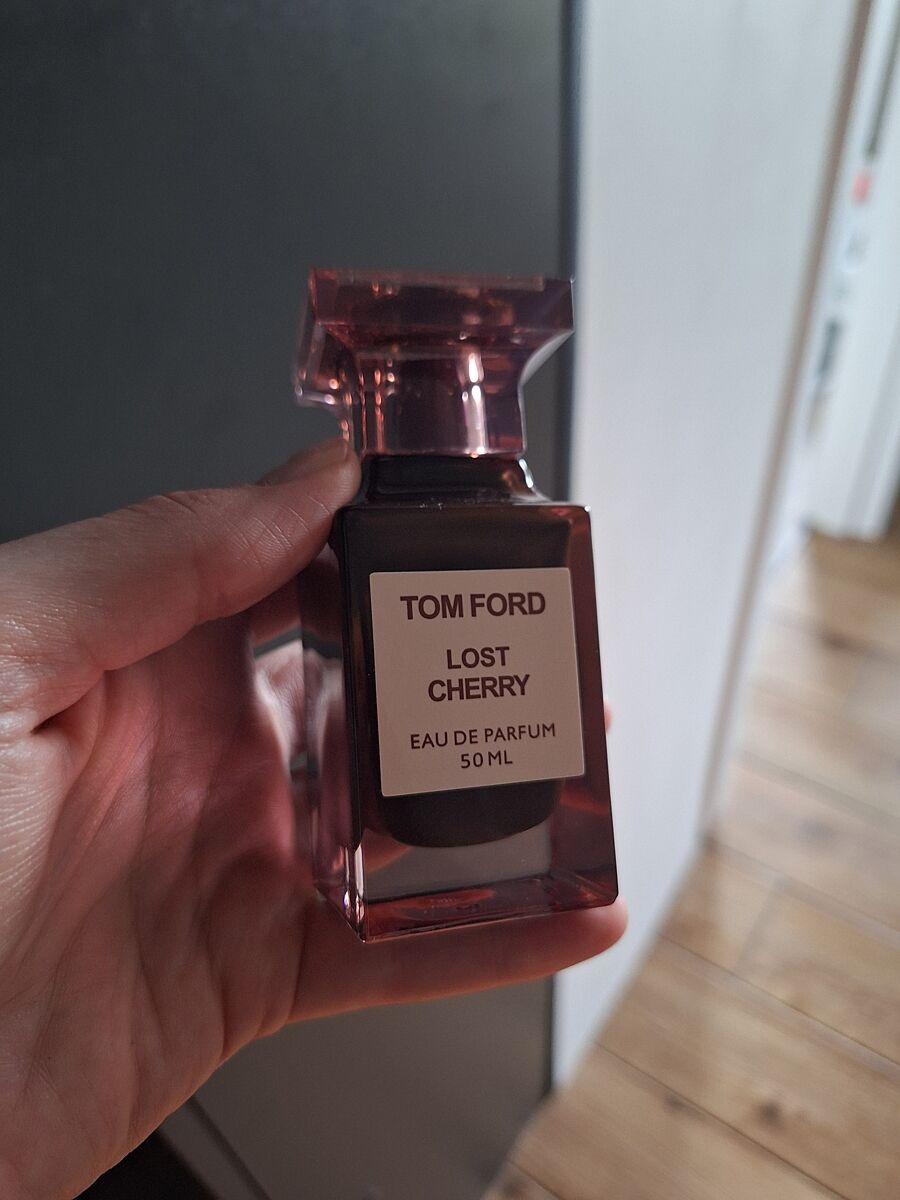 TOM FORD
LOST
CHERRY
EAU DE PARFUM
50 ML